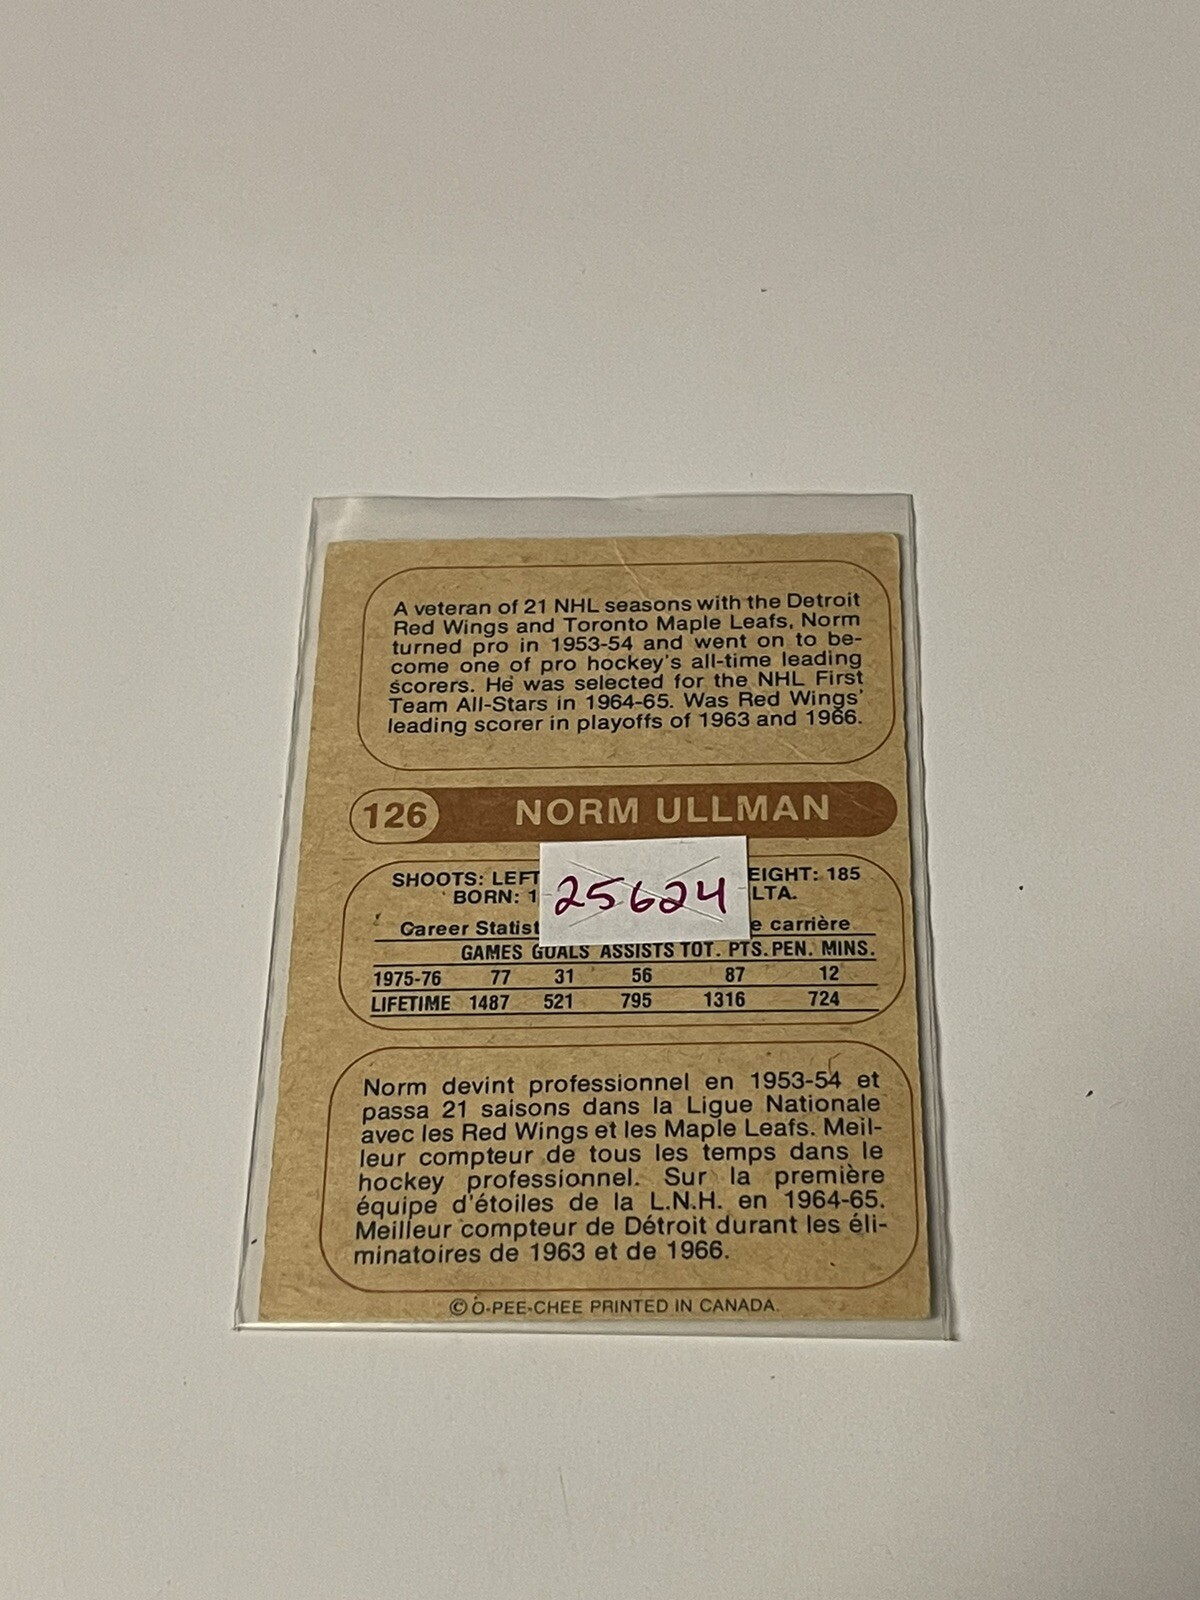 A veteran of 21 NHL seasons with the Detroit
Red Wings and Toronto Maple Leafs, Norm
turned pro in 1953-54 and went on to be-
come one of pro hockey's all-time leading
scorers. He was selected for the NHL First
Team All-Stars in 1964-65. Was Red Wings'
leading scorer in playoffs of 1963 and 1966.
126 NORM ULLMAN
SHOOTS: LEFT EIGHT: 185
BORN: 1 LTA.
25624
Career Statist e carrière
GAMES GOALS ASSISTS TOT. PTS. PEN. MINS.
1975-76 77 31 56 87 12
LIFETIME 1487 521 795 1316 724
Norm devint professionnel en 1953-54 et
passa 21 saisons dans la Ligue Nationale
avec les Red Wings et les Maple Leafs. Meil-
leur compteur de tous les temps dans le
hockey professionnel. Sur la première
équipe d'étoiles de la L.N.H. en 1964-65.
Meilleur compteur de Détroit durant les éli-
minatoires de 1963 et de 1966.
© O-PEE-CHEE PRINTED IN CANADA.